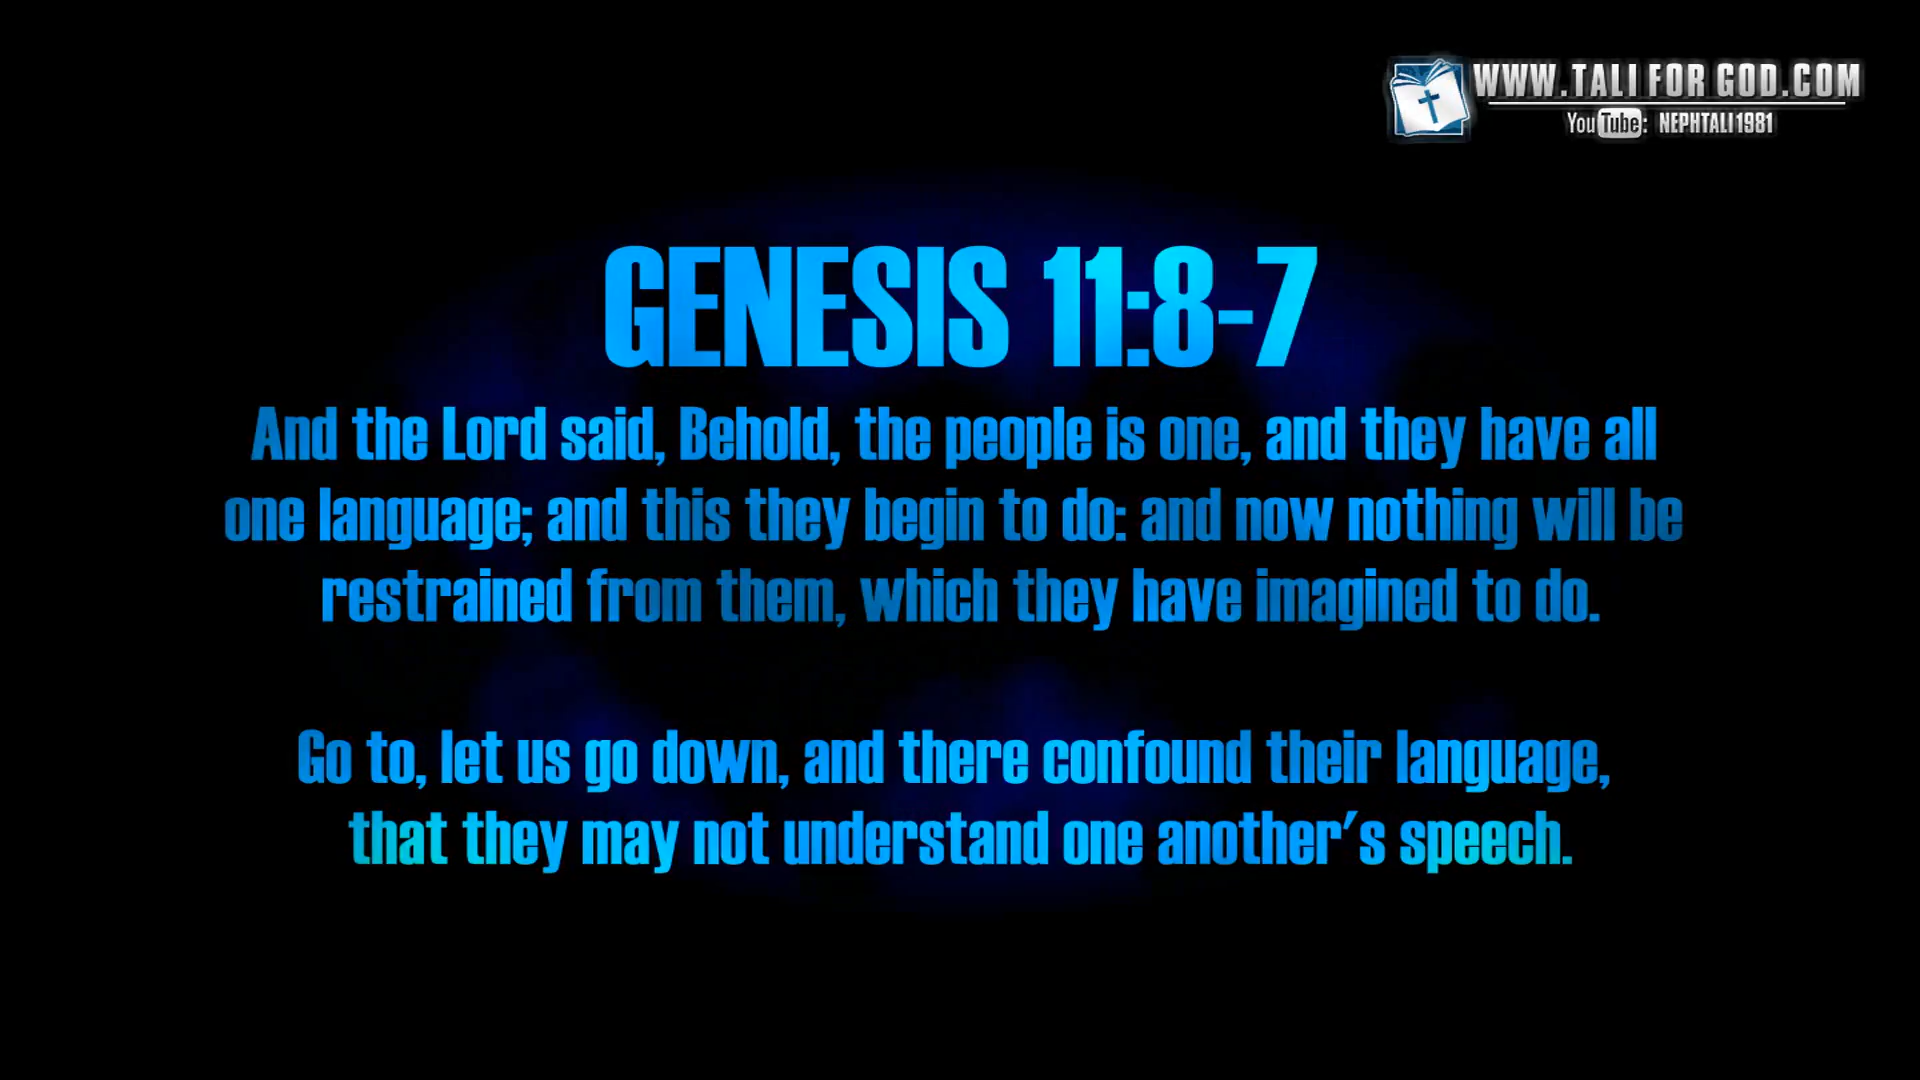 WWW.TALI FOR GOD.COM
YouTube: NEPHTALI1981
GENESIS 11:8-7
And the Lord said, Behold, the people is one, and they have all
one language; and this they begin to do: and now nothing will be
restrained from them, which they have imagined to do.
Go to, let us go down, and there confound their language,
that they may not understand one another's speech.